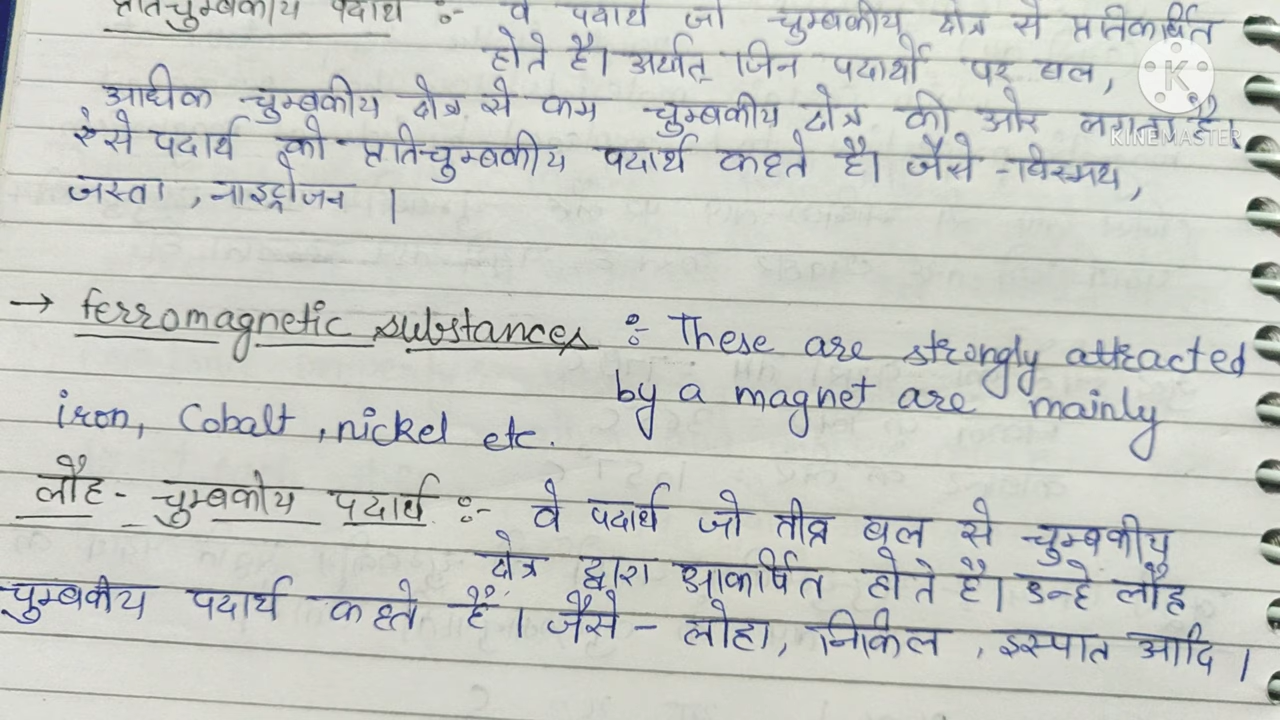 प्रतिचुम्बकीय पदार्थ :- वे पदार्थ जो चुम्बकीय क्षेत्र से प्रतिकर्षित
होते है। अर्थात् जिन पदार्थो पर बल,
आधीक चुम्बकीय क्षेत्र से कम चुम्बकीय क्षेत्र की ओर लगता है।
ऐसे पदार्थ को प्रतिचुम्बकीय पदार्थ कहते है। जैसे - विस्मथ,
जस्ता, नाइट्रोजन।
K
KINEMASTER
→ ferromagnetic substances :- These are strongly attracted
by a magnet are mainly
iron, Cobalt, nickel etc.
लौह - चुम्बकीय पदार्थ :- वे पदार्थ जो तीव्र बल से चुम्बकीय
क्षेत्र द्वारा आकर्षित होते है। उन्हे लौह
चुम्बकीय पदार्थ कहते हैं। जैसे - लोहा, निकिल, इस्पात आदि।